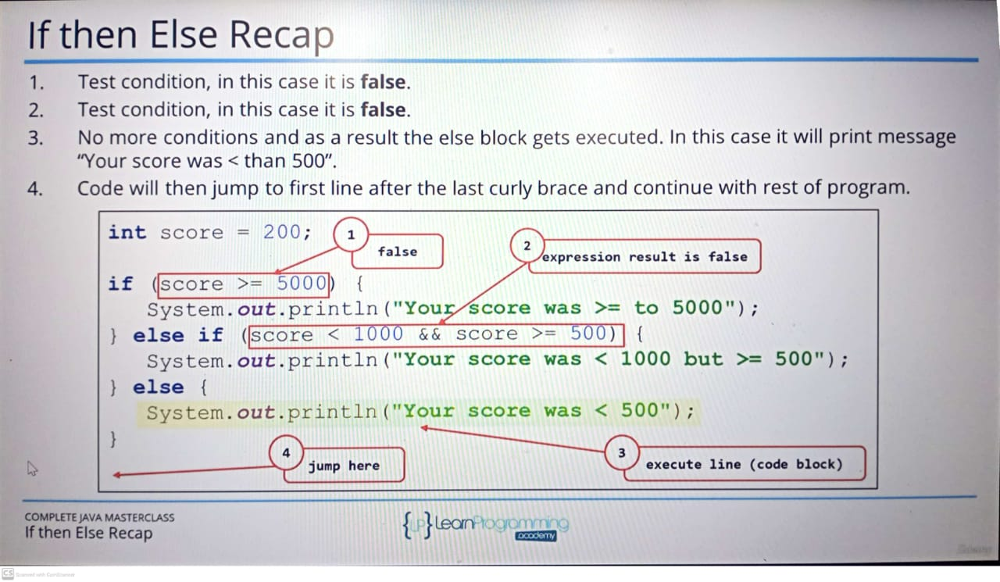 If then Else Recap
1. Test condition, in this case it is false.
2. Test condition, in this case it is false.
3. No more conditions and as a result the else block gets executed. In this case it will print message
“Your score was < than 500”.
4. Code will then jump to first line after the last curly brace and continue with rest of program.
int score = 200;
1
false
2
expression result is false
if (score >= 5000) {
System.out.println("Your score was >= to 5000");
} else if (score < 1000 && score >= 500) {
System.out.println("Your score was < 1000 but >= 500");
} else {
System.out.println("Your score was < 500");
}
4
jump here
3
execute line (code block)
COMPLETE JAVA MASTERCLASS
If then Else Recap
{LP} LearnProgramming
academy
Udemy
CS Scanned with CamScanner